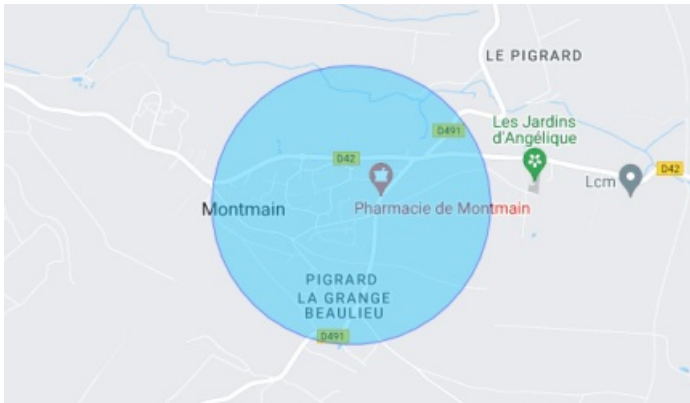 LE PIGRARD
D491
Les Jardins
d'Angélique
D42
D42
Lcm
Montmain
Pharmacie de Montmain
PIGRARD
LA GRANGE
BEAULIEU
D491